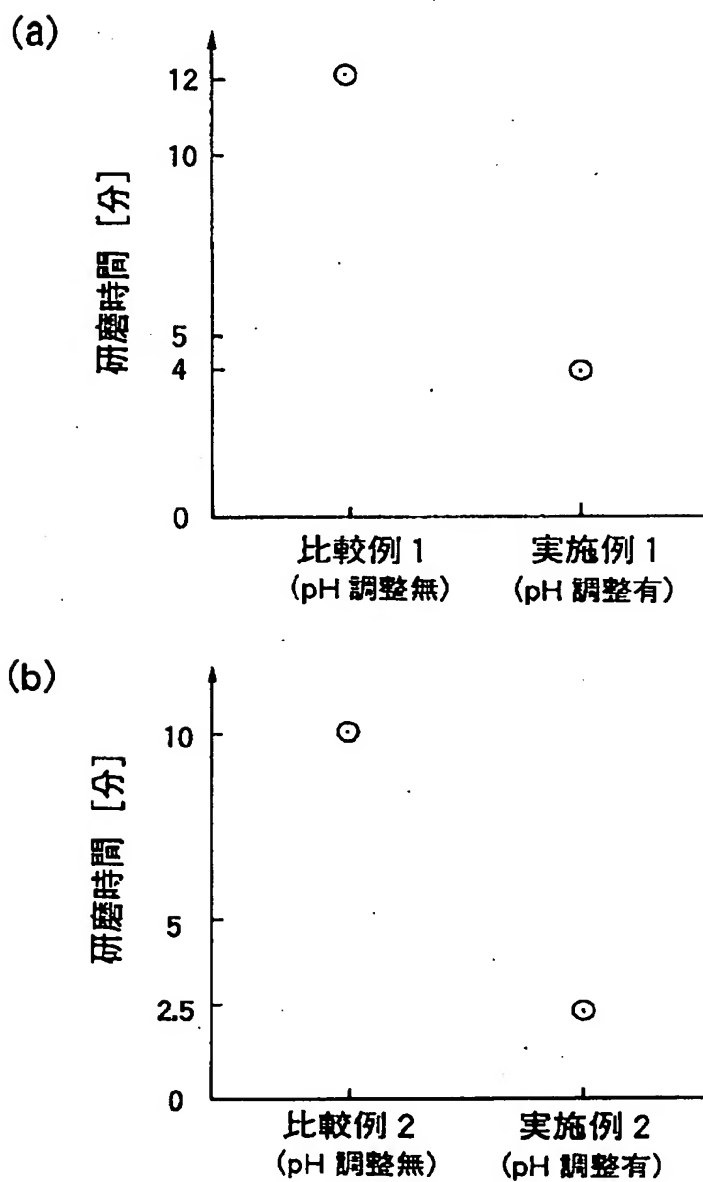 (a)
12
10
5
4
0
研磨時間 [分]
比較例1
(pH 調整無)
実施例1
(pH 調整有)
(b)
10
5
2.5
0
研磨時間 [分]
比較例2
(pH 調整無)
実施例2
(pH 調整有)